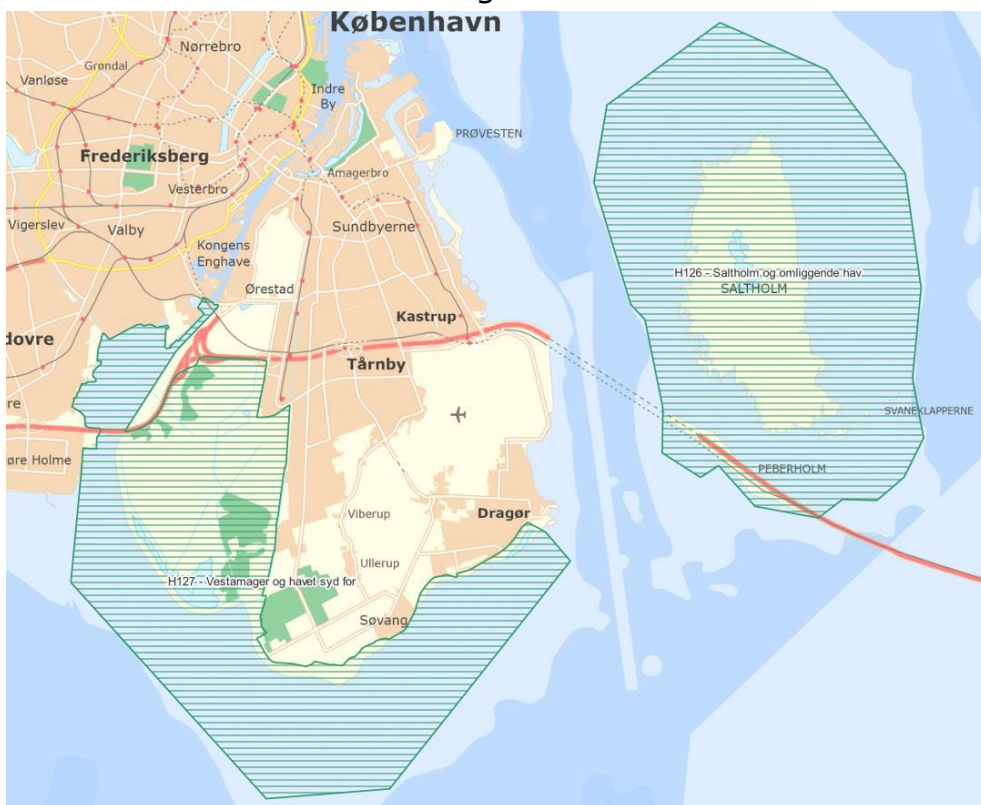 København
Nørrebro
Grøndal
Vanløse
Indre
By
PRØVESTEN
Frederiksberg
Amagerbro
Vesterbro
Vigerslev
Valby
Sundbyerne
Kongens
Enghave
H126 - Saltholm og omliggende hav
SALTHOLM
Ørestad
Kastrup
dovre
Tårnby
re
SVANEKLAPPERNE
øre Holme
PEBERHOLM
Viberup
Dragør
Ullerup
H127 - Vestamager og havet syd for
Søvang